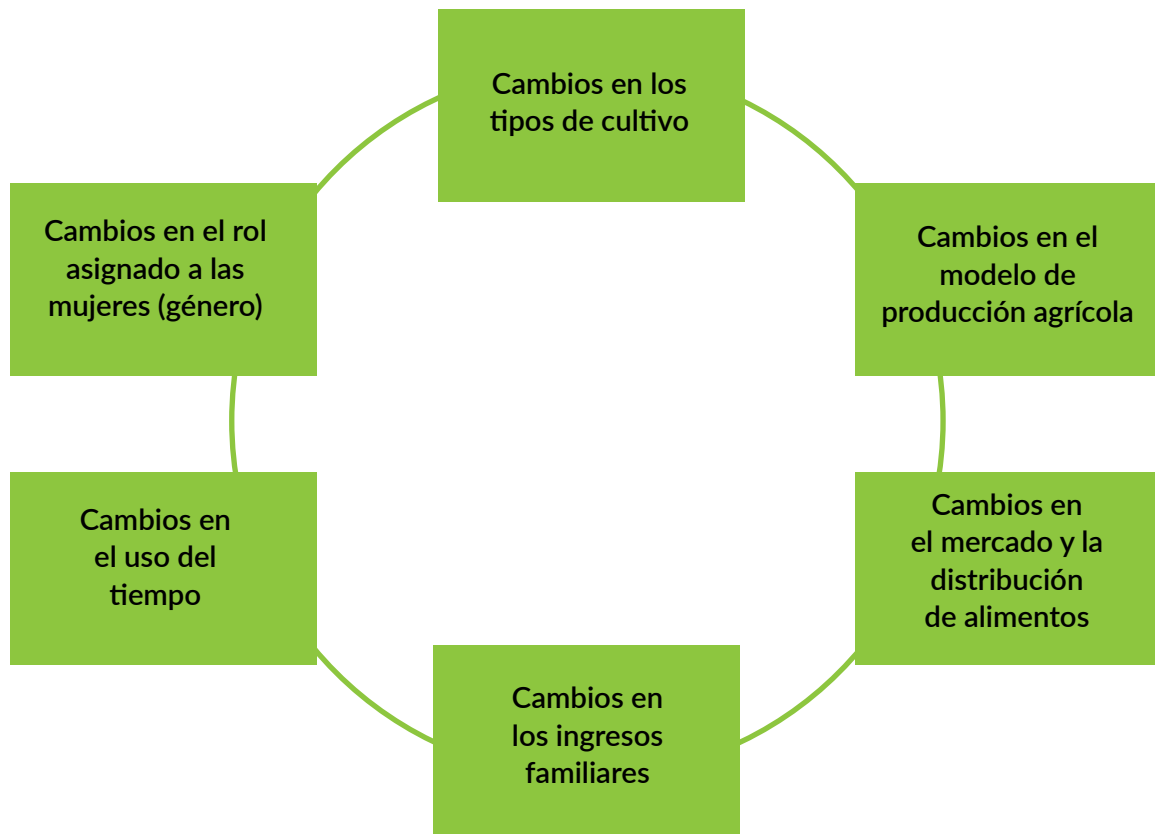 Cambios en los
tipos de cultivo
Cambios en el
modelo de
producción agrícola
Cambios en
el mercado y la
distribución
de alimentos
Cambios en
los ingresos
familiares
Cambios en
el uso del
tiempo
Cambios en el rol
asignado a las
mujeres (género)